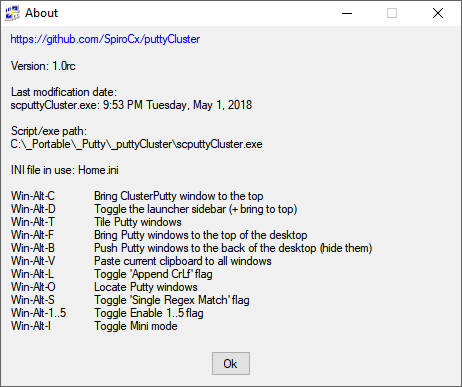 About
https://github.com/SpiroCx/puttyCluster
Version: 1.0rc
Last modification date:
scputtyCluster.exe: 9:53 PM Tuesday, May 1, 2018
Script/exe path:
C:\_Portable\_Putty\_puttyCluster\scputtyCluster.exe
INI file in use: Home.ini
Win-Alt-C Bring ClusterPutty window to the top
Win-Alt-D Toggle the launcher sidebar (+ bring to top)
Win-Alt-T Tile Putty windows
Win-Alt-F Bring Putty windows to the top of the desktop
Win-Alt-B Push Putty windows to the back of the desktop (hide them)
Win-Alt-V Paste current clipboard to all windows
Win-Alt-L Toggle 'Append CrLf' flag
Win-Alt-O Locate Putty windows
Win-Alt-S Toggle 'Single Regex Match' flag
Win-Alt-1..5 Toggle Enable 1..5 flag
Win-Alt-I Toggle Mini mode
Ok